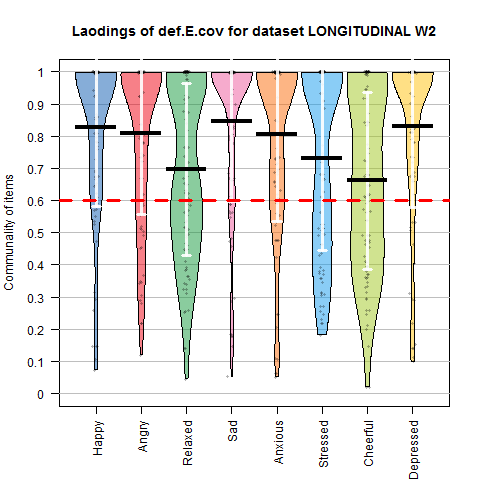 Laodings of def.E.cov for dataset LONGITUDINAL W2
Communality of items
1
0.9
0.8
0.7
0.6
0.5
0.4
0.3
0.2
0.1
0
Happy
Angry
Relaxed
Sad
Anxious
Stressed
Cheerful
Depressed